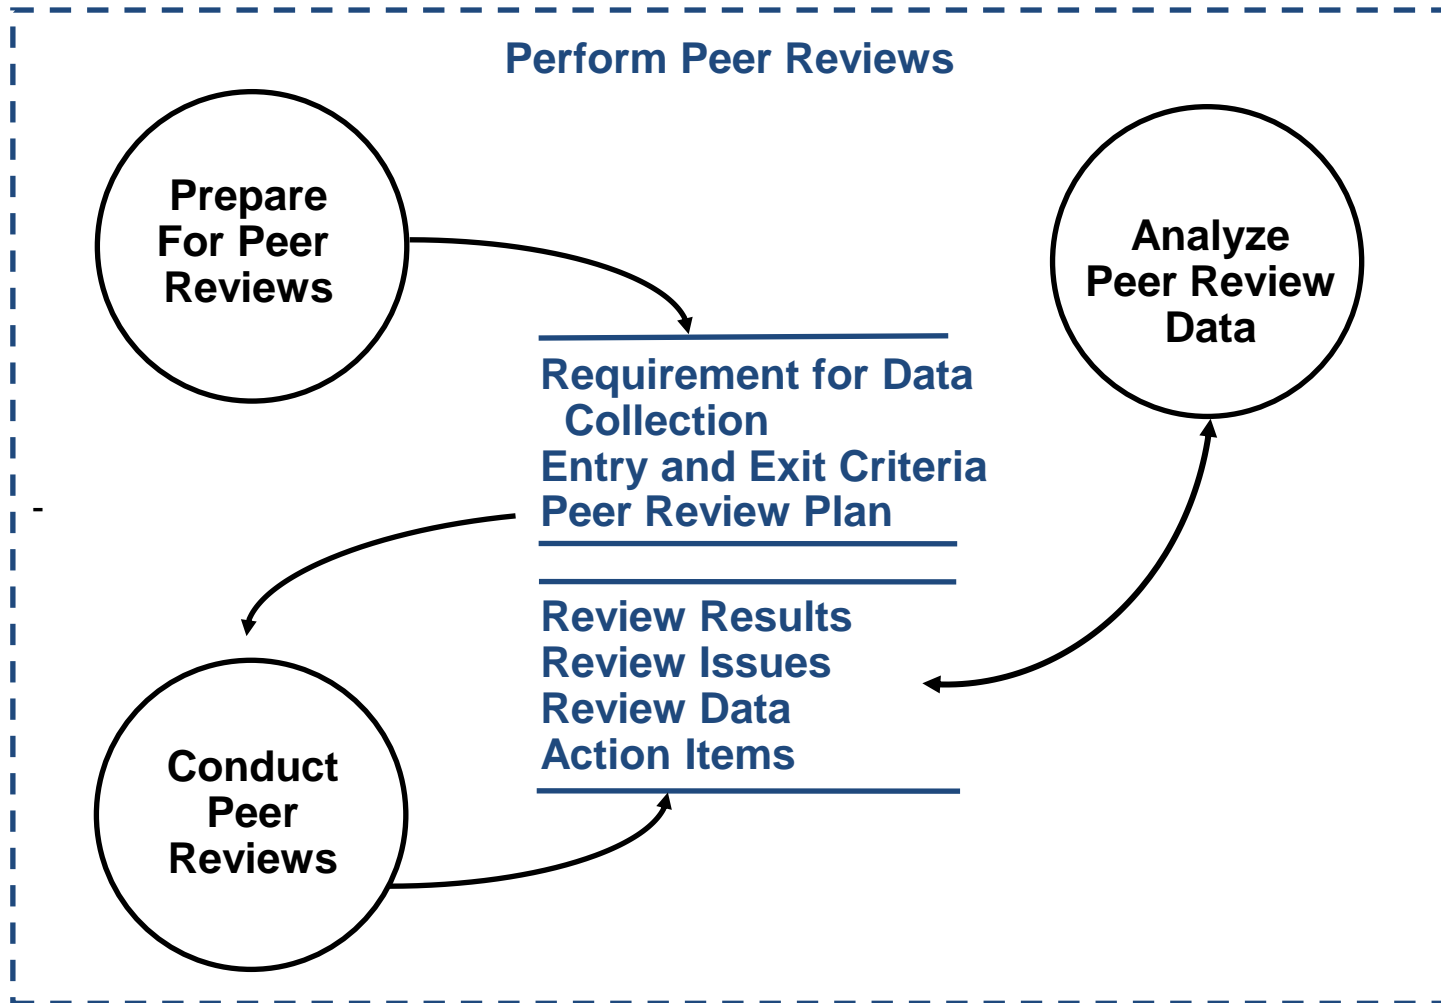 Perform Peer Reviews
Prepare
For Peer
Reviews
Analyze
Peer Review
Data
Requirement for Data
Collection
Entry and Exit Criteria
Peer Review Plan
-
Review Results
Review Issues
Review Data
Action Items
Conduct
Peer
Reviews